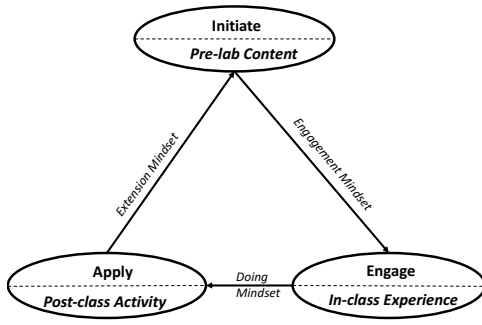 Initiate
Pre-lab Content
Extension Mindset
Engagement Mindset
Apply
Post-class Activity
Doing
Mindset
Engage
In-class Experience